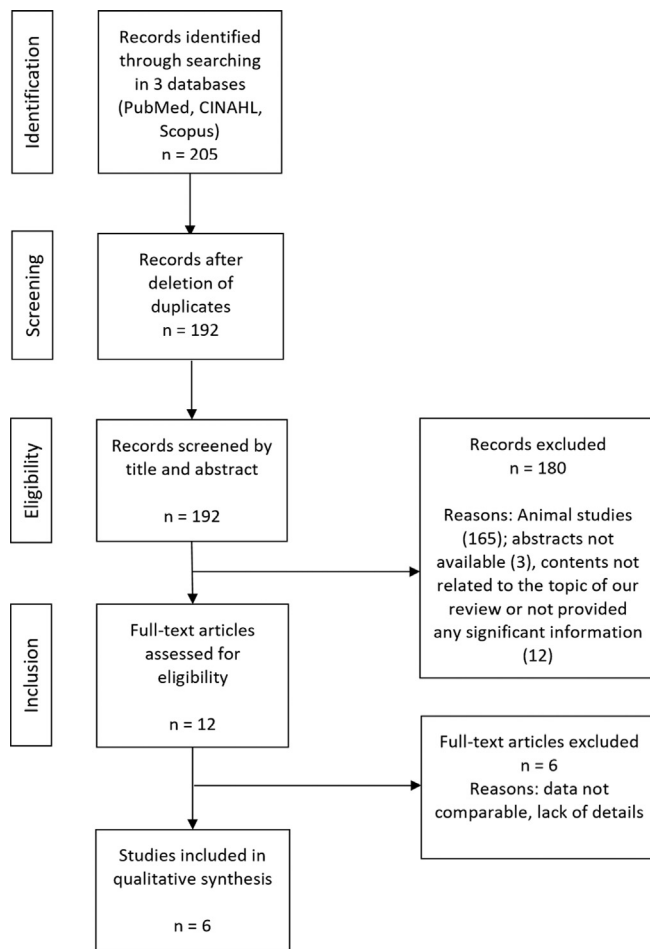 Identification
Records identified
through searching
in 3 databases
(PubMed, CINAHL,
Scopus)
n = 205
Screening
Records after
deletion of
duplicates
n = 192
Eligibility
Records screened by
title and abstract
n = 192
Records excluded
n = 180
Reasons: Animal studies
(165); abstracts not
available (3), contents not
related to the topic of our
review or not provided
any significant information
(12)
Inclusion
Full-text articles
assessed for
eligibility
n = 12
Full-text articles excluded
n = 6
Reasons: data not
comparable, lack of details
Studies included in
qualitative synthesis
n = 6